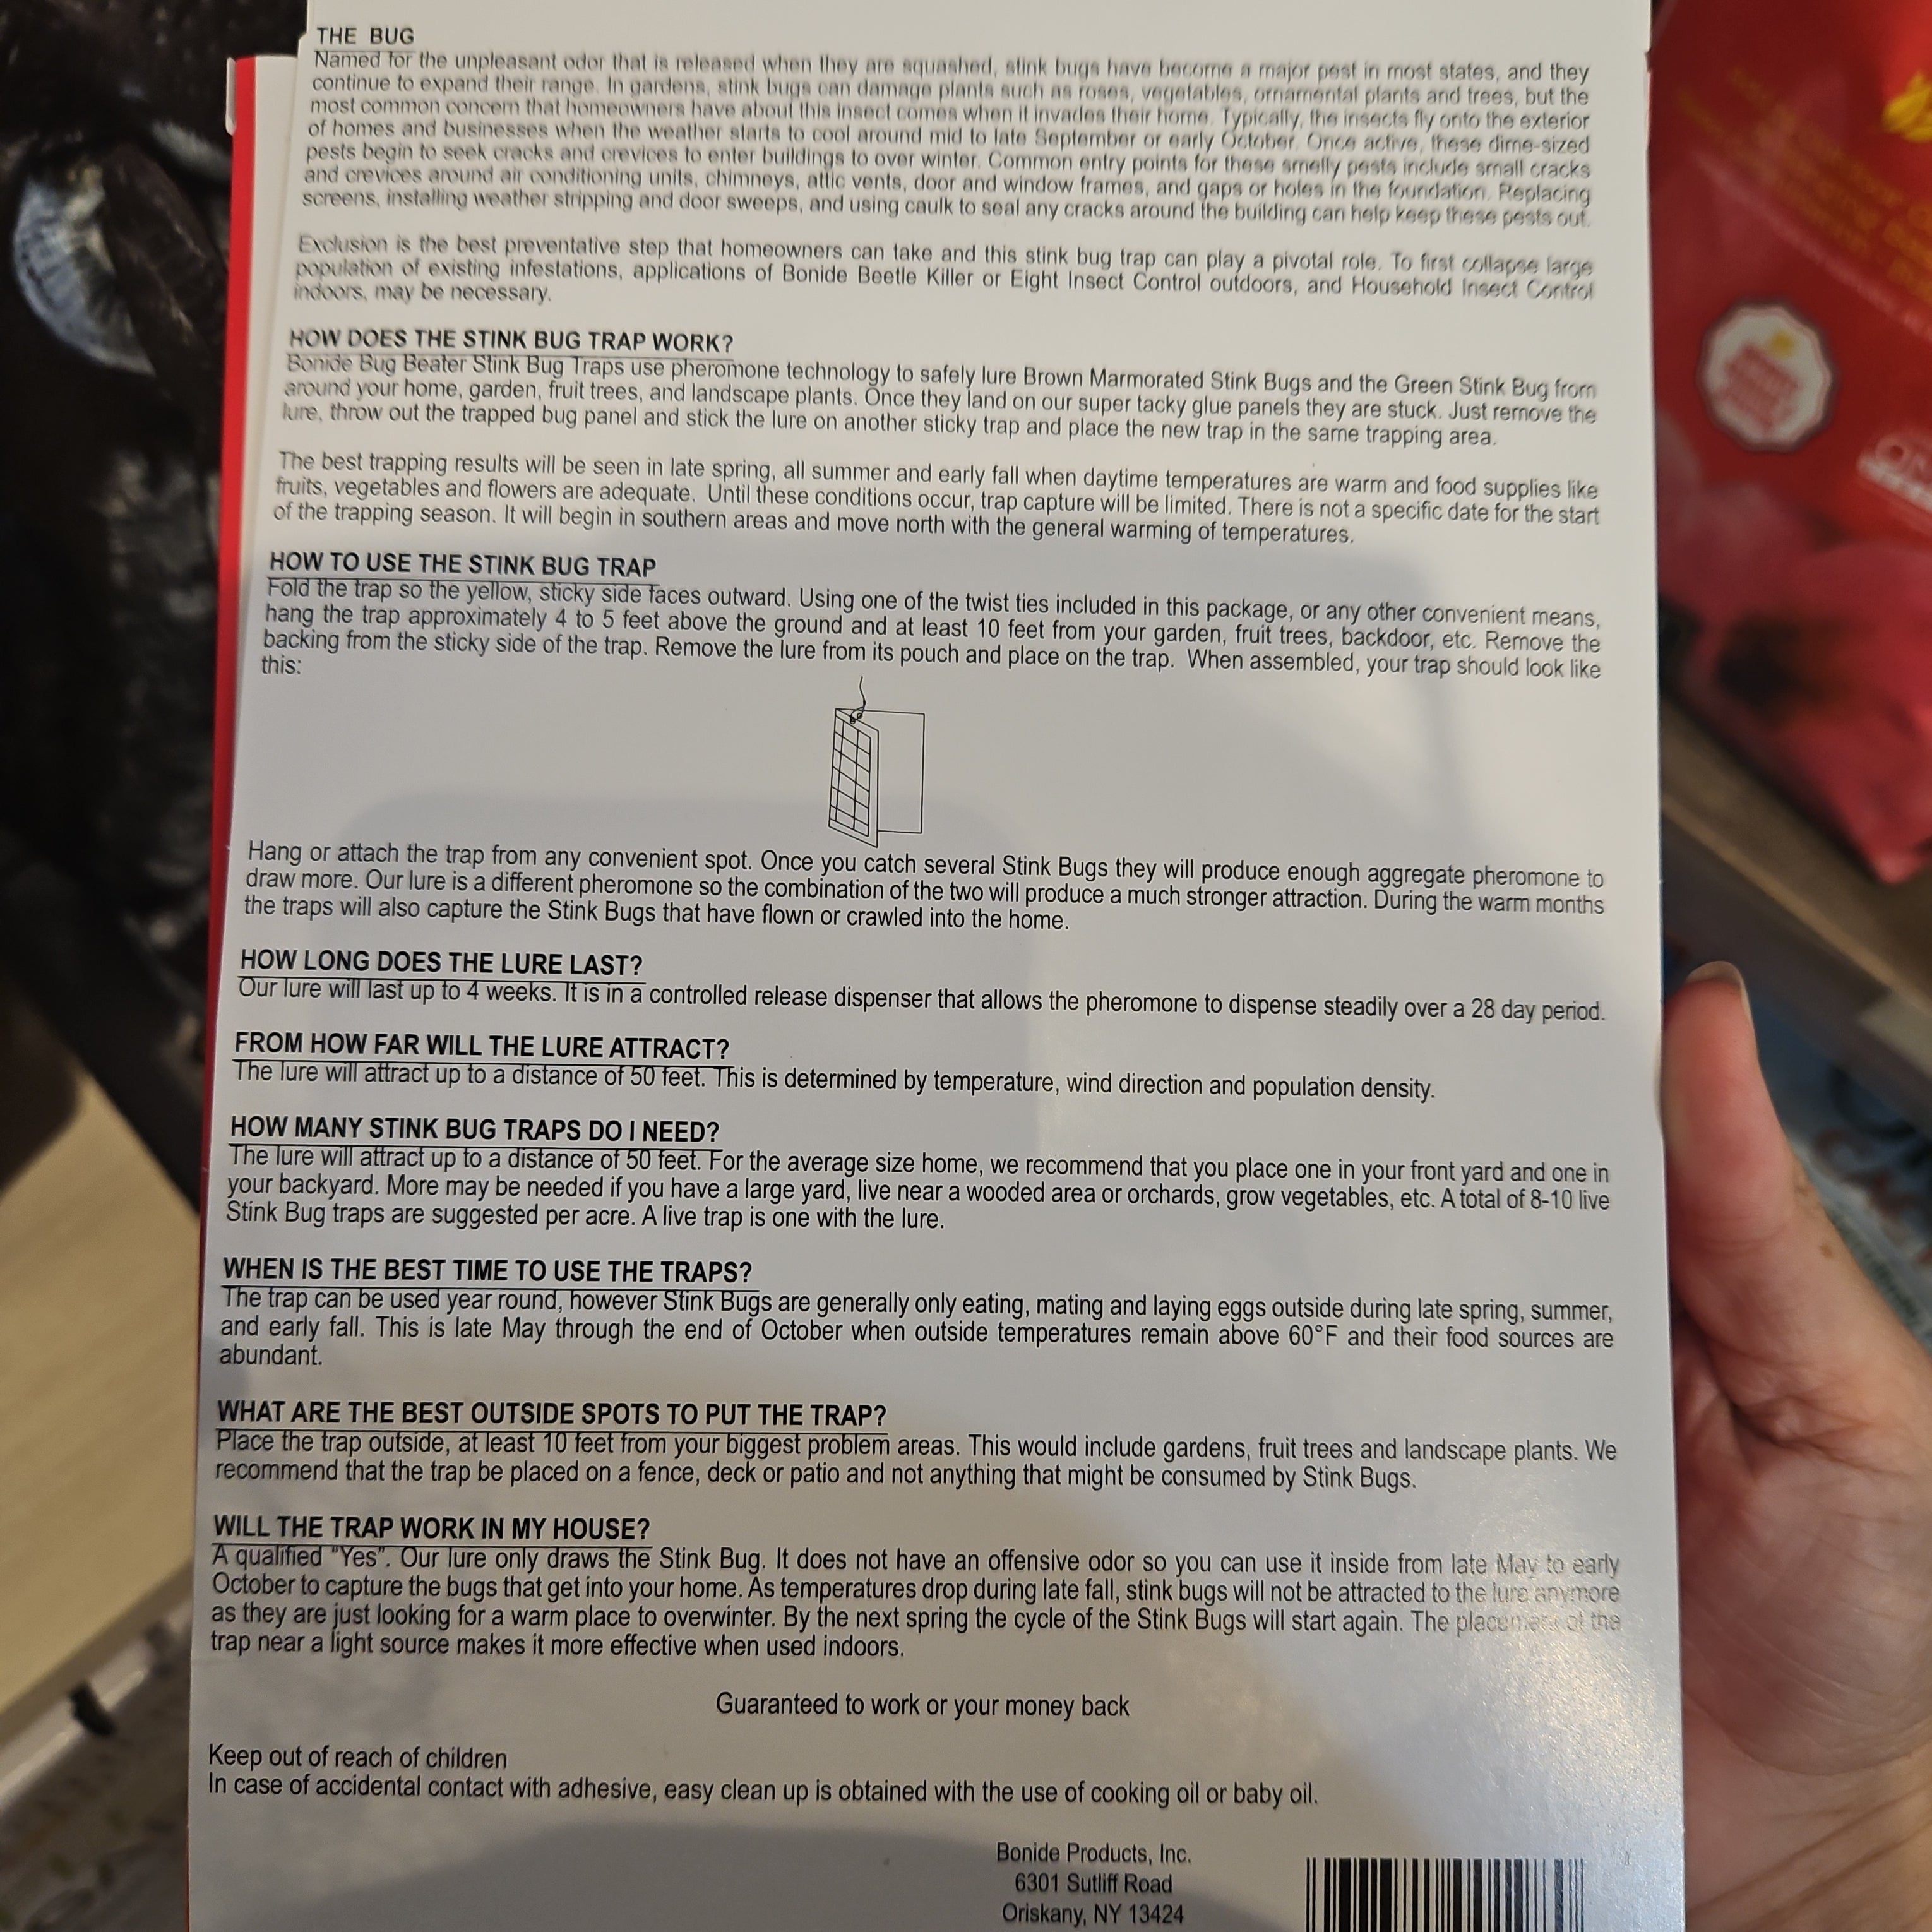 THE BUG
Named for the unpleasant odor that is released when they are squashed, stink bugs have become a major pest in most states, and they
continue to expand their range. In gardens, stink bugs can damage plants such as roses, vegetables, ornamental plants and trees, but the
most common concern that homeowners have about this insect comes when it invades their home. Typically, the insects fly onto the exterior
of homes and businesses when the weather starts to cool around mid to late September or early October. Once active, these dime-sized
pests begin to seek cracks and crevices to enter buildings to over winter. Common entry points for these smelly pests include small cracks
and crevices around air conditioning units, chimneys, attic vents, door and window frames, and gaps or holes in the foundation. Replacing
screens, installing weather stripping and door sweeps, and using caulk to seal any cracks around the building can help keep these pests out.
Exclusion is the best preventative step that homeowners can take and this stink bug trap can play a pivotal role. To first collapse large
population of existing infestations, applications of Bonide Beetle Killer or Eight Insect Control outdoors, and Household Insect Control
indoors, may be necessary.
HOW DOES THE STINK BUG TRAP WORK?
Bonide Bug Beater Stink Bug Traps use pheromone technology to safely lure Brown Marmorated Stink Bugs and the Green Stink Bug from
around your home, garden, fruit trees, and landscape plants. Once they land on our super tacky glue panels they are stuck. Just remove the
lure, throw out the trapped bug panel and stick the lure on another sticky trap and place the new trap in the same trapping area.
The best trapping results will be seen in late spring, all summer and early fall when daytime temperatures are warm and food supplies like
fruits, vegetables and flowers are adequate. Until these conditions occur, trap capture will be limited. There is not a specific date for the start
of the trapping season. It will begin in southern areas and move north with the general warming of temperatures.
HOW TO USE THE STINK BUG TRAP
Fold the trap so the yellow, sticky side faces outward. Using one of the twist ties included in this package, or any other convenient means,
hang the trap approximately 4 to 5 feet above the ground and at least 10 feet from your garden, fruit trees, backdoor, etc. Remove the
backing from the sticky side of the trap. Remove the lure from its pouch and place on the trap. When assembled, your trap should look like
this:
Hang or attach the trap from any convenient spot. Once you catch several Stink Bugs they will produce enough aggregate pheromone to
draw more. Our lure is a different pheromone so the combination of the two will produce a much stronger attraction. During the warm months
the traps will also capture the Stink Bugs that have flown or crawled into the home.
HOW LONG DOES THE LURE LAST?
Our lure will last up to 4 weeks. It is in a controlled release dispenser that allows the pheromone to dispense steadily over a 28 day period.
FROM HOW FAR WILL THE LURE ATTRACT?
The lure will attract up to a distance of 50 feet. This is determined by temperature, wind direction and population density.
HOW MANY STINK BUG TRAPS DO I NEED?
The lure will attract up to a distance of 50 feet. For the average size home, we recommend that you place one in your front yard and one in
your backyard. More may be needed if you have a large yard, live near a wooded area or orchards, grow vegetables, etc. A total of 8-10 live
Stink Bug traps are suggested per acre. A live trap is one with the lure.
WHEN IS THE BEST TIME TO USE THE TRAPS?
The trap can be used year round, however Stink Bugs are generally only eating, mating and laying eggs outside during late spring, summer,
and early fall. This is late May through the end of October when outside temperatures remain above 60°F and their food sources are
abundant.
WHAT ARE THE BEST OUTSIDE SPOTS TO PUT THE TRAP?
Place the trap outside, at least 10 feet from your biggest problem areas. This would include gardens, fruit trees and landscape plants. We
recommend that the trap be placed on a fence, deck or patio and not anything that might be consumed by Stink Bugs.
WILL THE TRAP WORK IN MY HOUSE?
A qualified "Yes". Our lure only draws the Stink Bug. It does not have an offensive odor so you can use it inside from late May to early
October to capture the bugs that get into your home. As temperatures drop during late fall, stink bugs will not be attracted to the lure anymore
as they are just looking for a warm place to overwinter. By the next spring the cycle of the Stink Bugs will start again. The placement of the
trap near a light source makes it more effective when used indoors.
Guaranteed to work or your money back
Keep out of reach of children
In case of accidental contact with adhesive, easy clean up is obtained with the use of cooking oil or baby oil.
Bonide Products, Inc.
6301 Sutliff Road
Oriskany, NY 13424